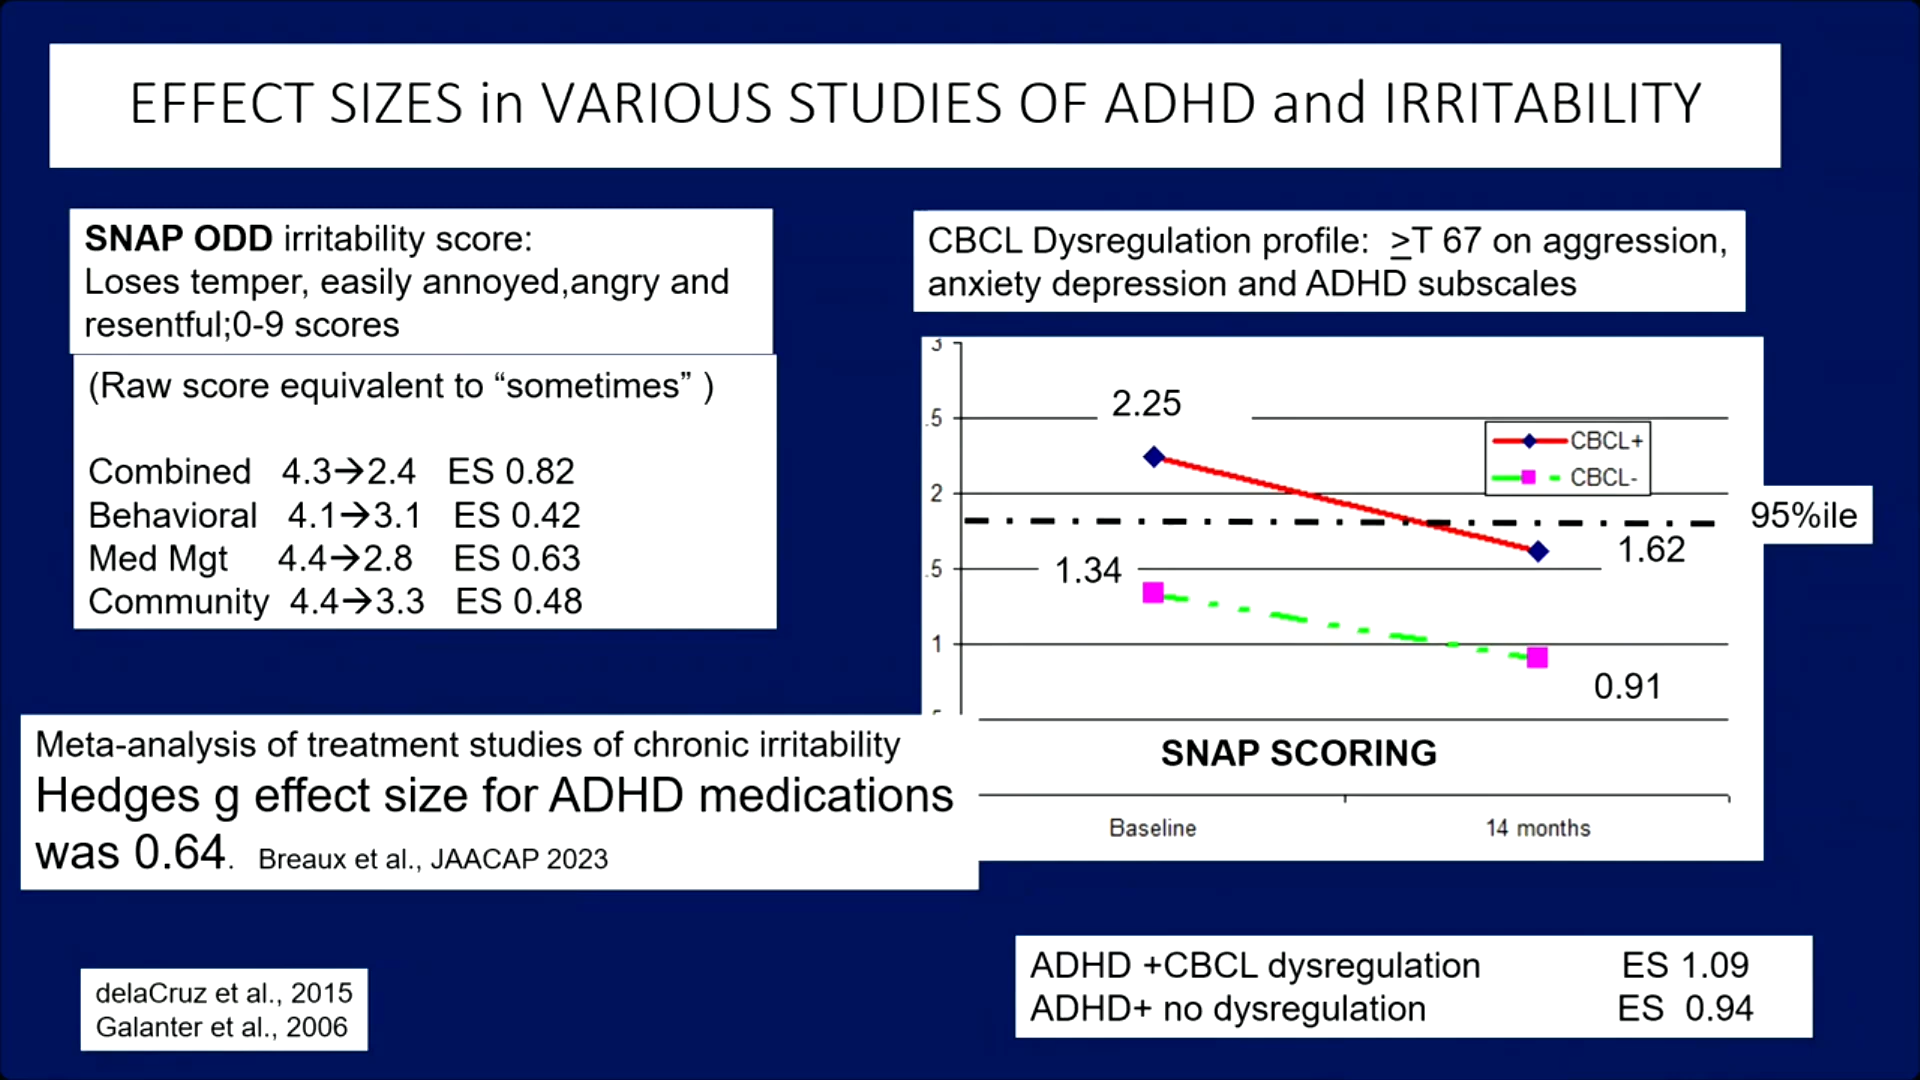 EFFECT SIZES in VARIOUS STUDIES OF ADHD and IRRITABILITY
SNAP ODD irritability score:
Loses temper, easily annoyed,angry and
resentful;0-9 scores
(Raw score equivalent to “sometimes” )
Combined 4.3→2.4 ES 0.82
Behavioral 4.1→3.1 ES 0.42
Med Mgt 4.4→2.8 ES 0.63
Community 4.4→3.3 ES 0.48
Meta-analysis of treatment studies of chronic irritability
Hedges g effect size for ADHD medications
was 0.64. Breaux et al., JAACAP 2023
delaCruz et al., 2015
Galanter et al., 2006
CBCL Dysregulation profile: ≥T 67 on aggression,
anxiety depression and ADHD subscales
3
2.25
.5
CBCL+
CBCL-
2
95%ile
1.62
.5
1.34
1
0.91
SNAP SCORING
Baseline 14 months
ADHD +CBCL dysregulation ES 1.09
ADHD+ no dysregulation ES 0.94